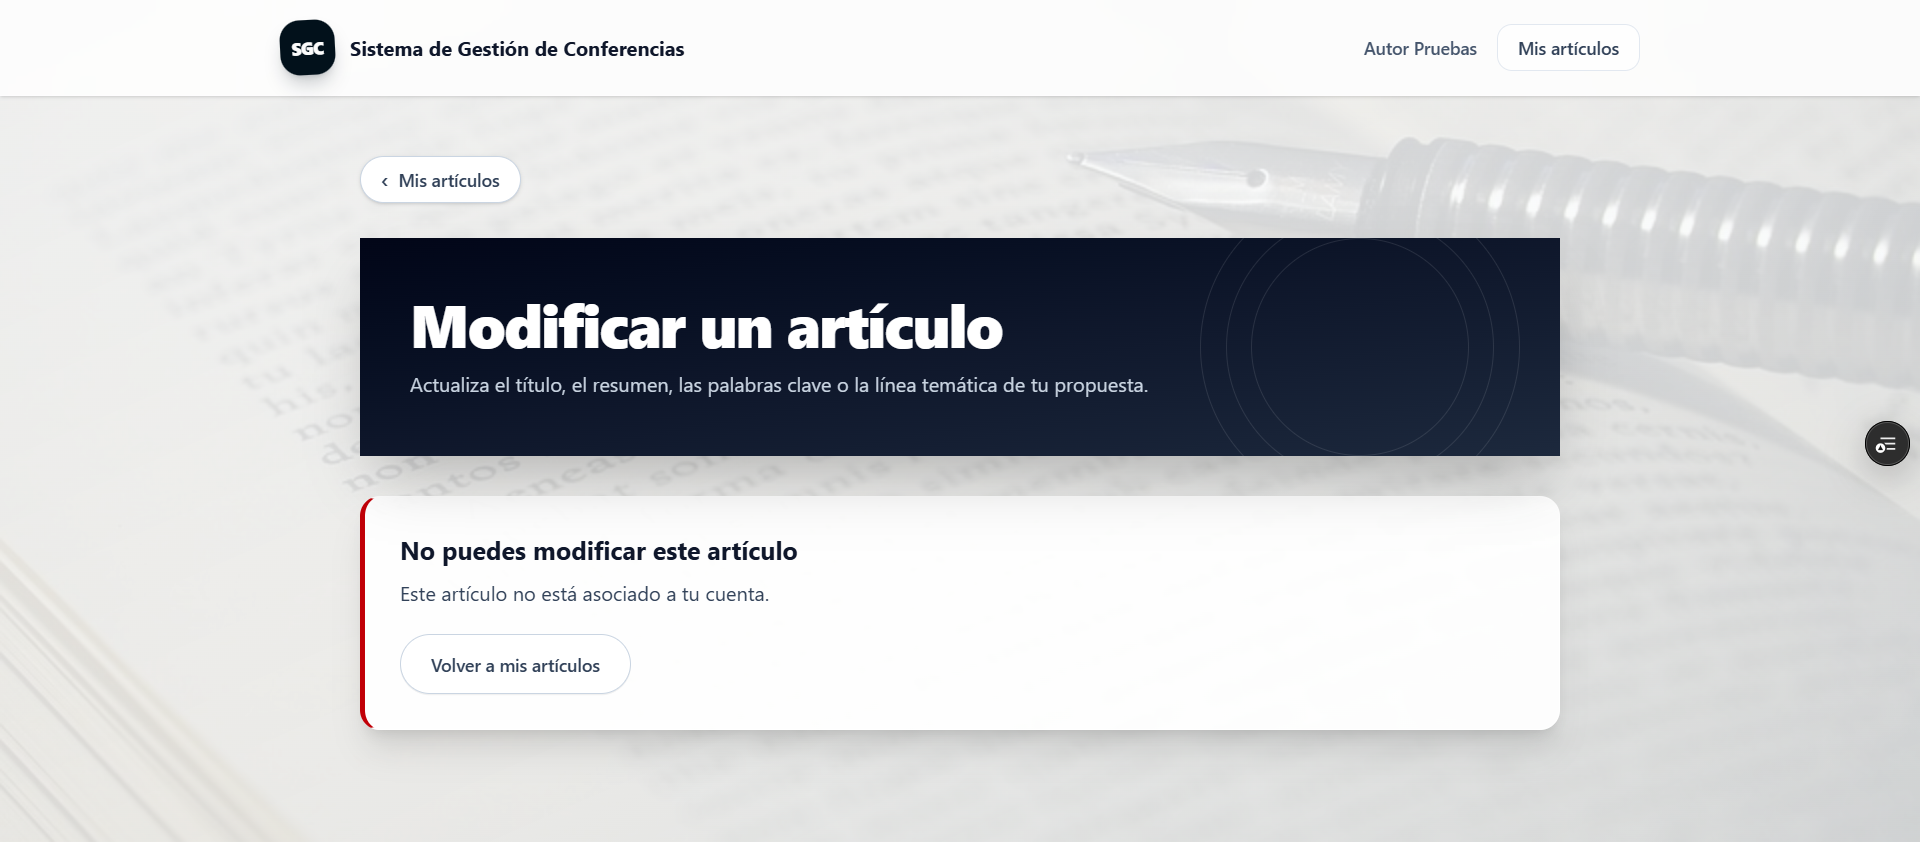 SGC
Sistema de Gestión de Conferencias
Autor Pruebas
Mis artículos
‹ Mis artículos
Modificar un artículo
Actualiza el título, el resumen, las palabras clave o la línea temática de tu propuesta.
No puedes modificar este artículo
Este artículo no está asociado a tu cuenta.
Volver a mis artículos